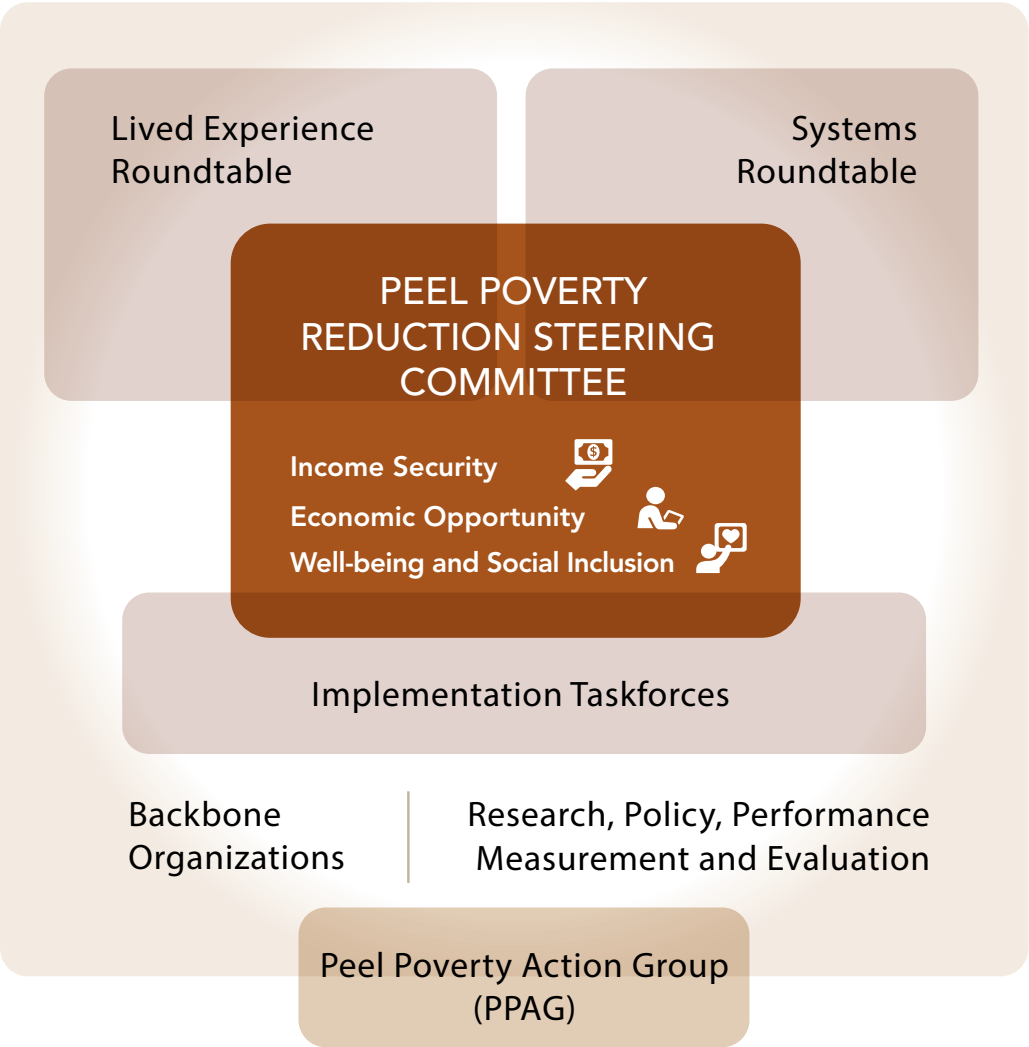 Lived Experience
Roundtable
Systems
Roundtable
PEEL POVERTY
REDUCTION STEERING
COMMITTEE
Income Security
$
Economic Opportunity
Well-being and Social Inclusion
Implementation Taskforces
Backbone
Organizations
Research, Policy, Performance
Measurement and Evaluation
Peel Poverty Action Group
(PPAG)